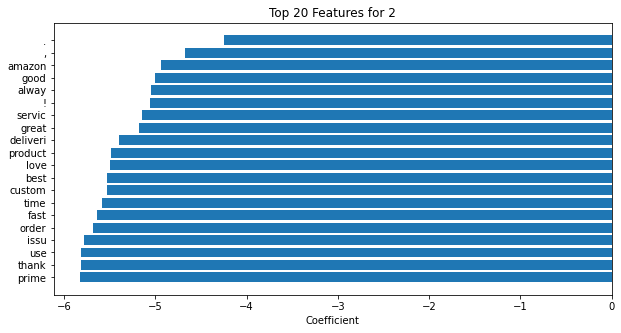 Top 20 Features for 2
.
,
amazon
good
alway
!
servic
great
deliveri
product
love
best
custom
time
fast
order
issu
use
thank
prime
−6 −5 −4 −3 −2 −1 0
Coefficient